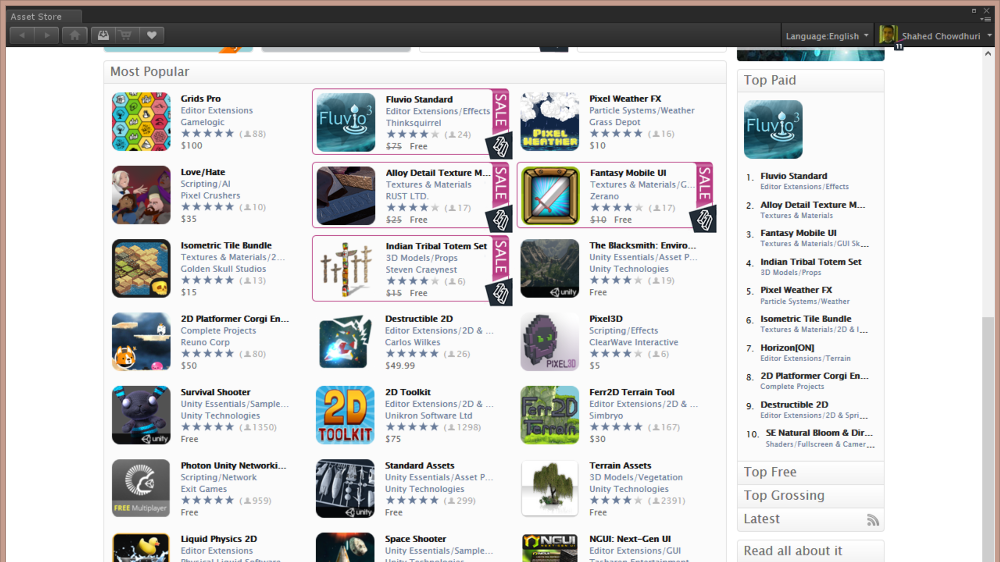 Asset Store
Language:English
Shahed Chowdhuri
11
Most Popular
Grids Pro
Editor Extensions
Gamelogic
(88)
$100
Fluvio 3
Fluvio Standard
Editor Extensions/Effects
Thinksquirrel
(24)
$75 Free
SALE
PIXEL WEATHER
Pixel Weather FX
Particle Systems/Weather
Grass Depot
(16)
$10
Love/Hate
Scripting/AI
Pixel Crushers
(10)
$35
Alloy Detail Texture M...
Textures & Materials
RUST LTD.
(17)
$25 Free
SALE
Fantasy Mobile UI
Textures & Materials/G...
Zerano
(17)
$10 Free
SALE
Isometric Tile Bundle
Textures & Materials/2...
Golden Skull Studios
(13)
$15
Indian Tribal Totem Set
3D Models/Props
Steven Craeynest
(6)
$15 Free
SALE
unity
The Blacksmith: Enviro...
Unity Essentials/Asset P...
Unity Technologies
(19)
Free
2D Platformer Corgi En...
Complete Projects
Reuno Corp
(80)
$50
Destructible 2D
Editor Extensions/2D & ...
Carlos Wilkes
(26)
$49.99
PIXEL3D
Pixel3D
Scripting/Effects
ClearWave Interactive
(6)
$5
unity
Survival Shooter
Unity Essentials/Sample...
Unity Technologies
(1350)
Free
2D
TOOLKIT
2D Toolkit
Editor Extensions/2D & ...
Unikron Software Ltd
(1298)
$75
Ferr2D
Terrain
Ferr2D Terrain Tool
Editor Extensions/2D & ...
Simbryo
(167)
$30
FREE Multiplayer
Photon Unity Networki...
Scripting/Network
Exit Games
(959)
Free
unity
Standard Assets
Unity Essentials/Asset P...
Unity Technologies
(299)
Free
Terrain Assets
3D Models/Vegetation
Unity Technologies
(2391)
Free
Liquid Physics 2D
Editor Extensions
Physical Liquid Software
Space Shooter
Unity Essentials/Sample...
Unity Technologies
NGUI
NEXT-GEN UI
NGUI: Next-Gen UI
Editor Extensions/GUI
Tasharen Entertainment
Top Paid
Fluvio 3
1. Fluvio Standard
Editor Extensions/Effects
2. Alloy Detail Texture M...
Textures & Materials
3. Fantasy Mobile UI
Textures & Materials/GUI Sk...
4. Indian Tribal Totem Set
3D Models/Props
5. Pixel Weather FX
Particle Systems/Weather
6. Isometric Tile Bundle
Textures & Materials/2D & I...
7. Horizon[ON]
Editor Extensions/Terrain
8. 2D Platformer Corgi En...
Complete Projects
9. Destructible 2D
Editor Extensions/2D & Spri...
10. SE Natural Bloom & Dir...
Shaders/Fullscreen & Camer...
Top Free
Top Grossing
Latest
Read all about it